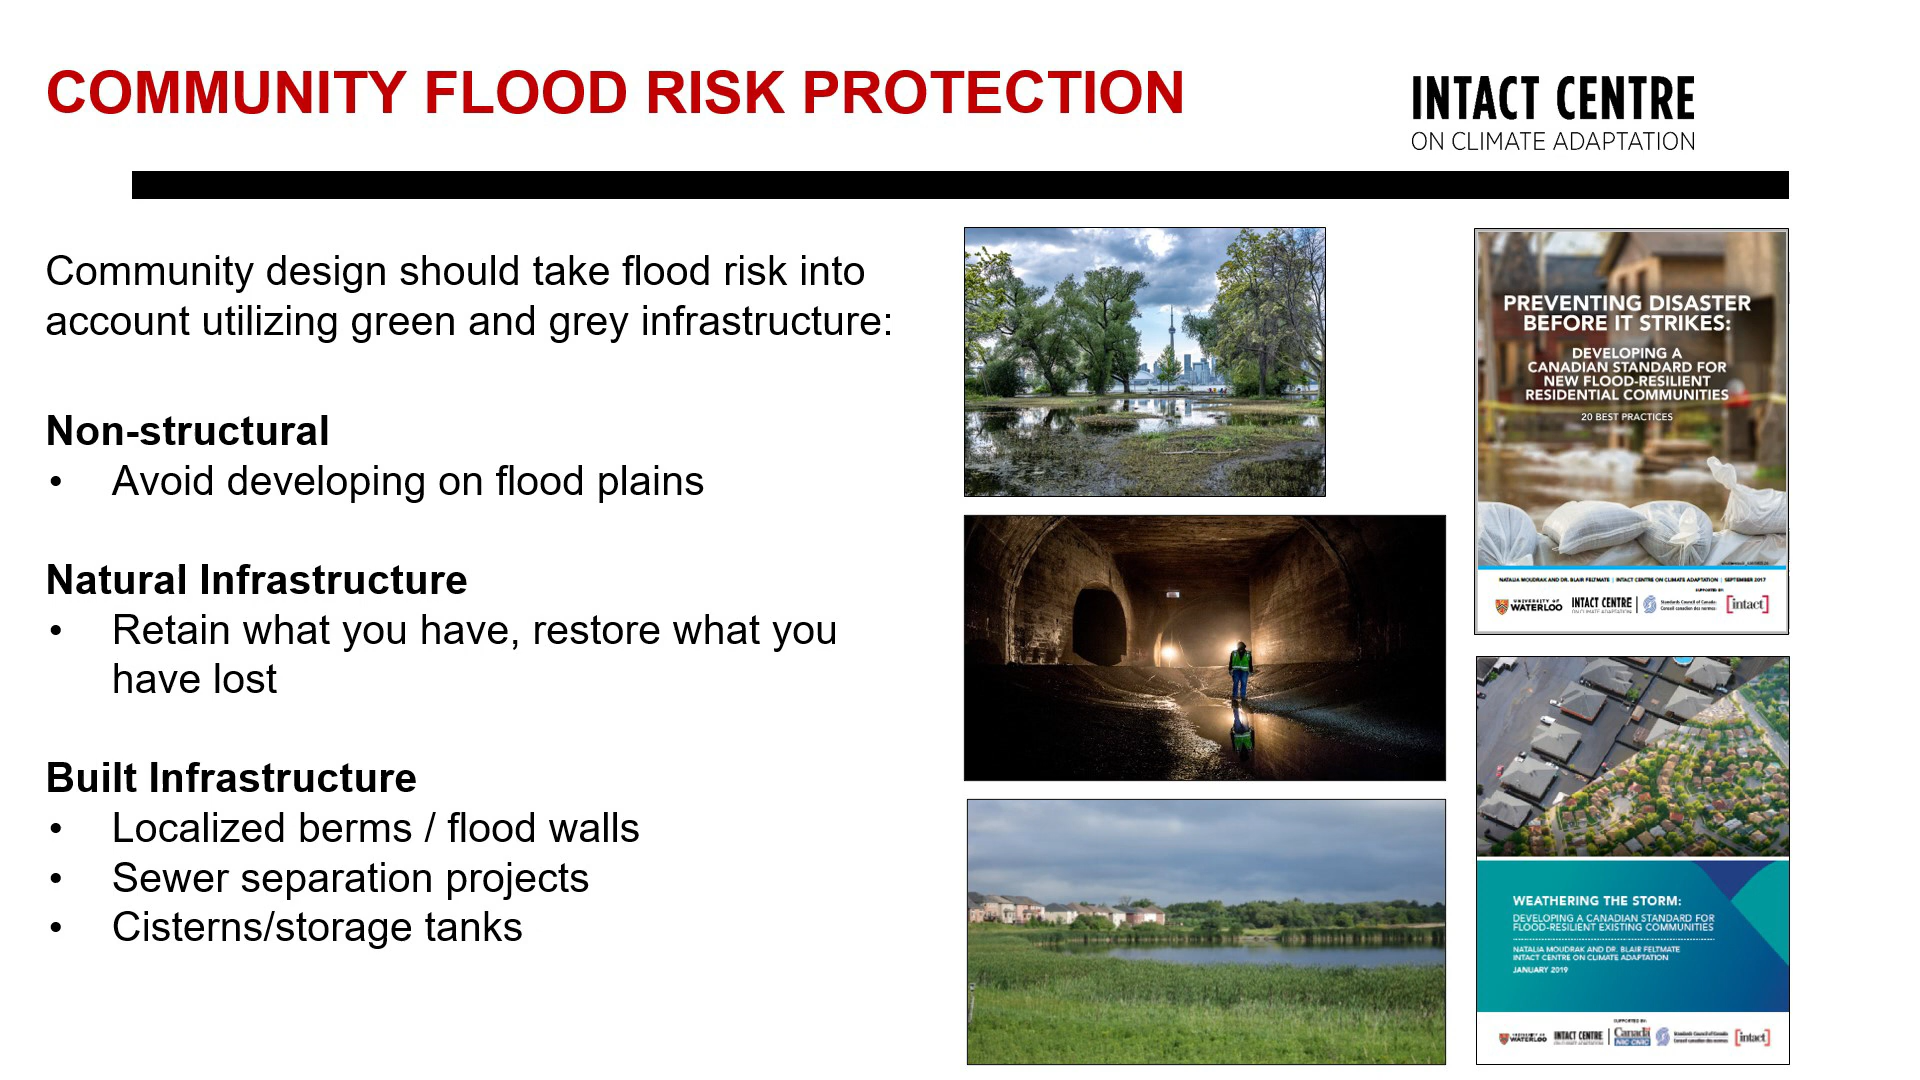 COMMUNITY FLOOD RISK PROTECTION
INTACT CENTRE
ON CLIMATE ADAPTATION
Community design should take flood risk into
account utilizing green and grey infrastructure:
Non-structural
• Avoid developing on flood plains
Natural Infrastructure
• Retain what you have, restore what you
have lost
Built Infrastructure
• Localized berms / flood walls
• Sewer separation projects
• Cisterns/storage tanks
PREVENTING DISASTER
BEFORE IT STRIKES:
DEVELOPING A
CANADIAN STANDARD FOR
NEW FLOOD-RESILIENT
RESIDENTIAL COMMUNITIES
20 BEST PRACTICES
NATALIA MOUDRAK AND DR. BLAIR FELTMATE | INTACT CENTRE ON CLIMATE ADAPTATION | SEPTEMBER 2017
SUPPORTED BY:
UNIVERSITY OF
WATERLOO
INTACT CENTRE
ON CLIMATE ADAPTATION
Standards Council of Canada
Conseil canadien des normes
[intact]
WEATHERING THE STORM:
DEVELOPING A CANADIAN STANDARD FOR
FLOOD-RESILIENT EXISTING COMMUNITIES
NATALIA MOUDRAK AND DR. BLAIR FELTMATE
INTACT CENTRE ON CLIMATE ADAPTATION
JANUARY 2019
SUPPORTED BY:
UNIVERSITY OF
WATERLOO
INTACT CENTRE
ON CLIMATE ADAPTATION
Canada
NRC CNRC
Standards Council of Canada
Conseil canadien des normes
[intact]